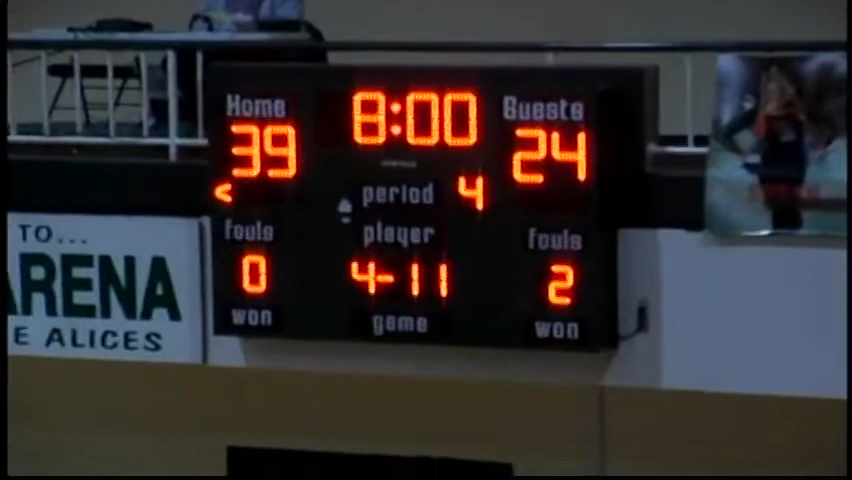 Home 8:00 Guests
39 24
< period 4
fouls player fouls
0 4-11 2
won game won
TO...
ARENA
E ALICES